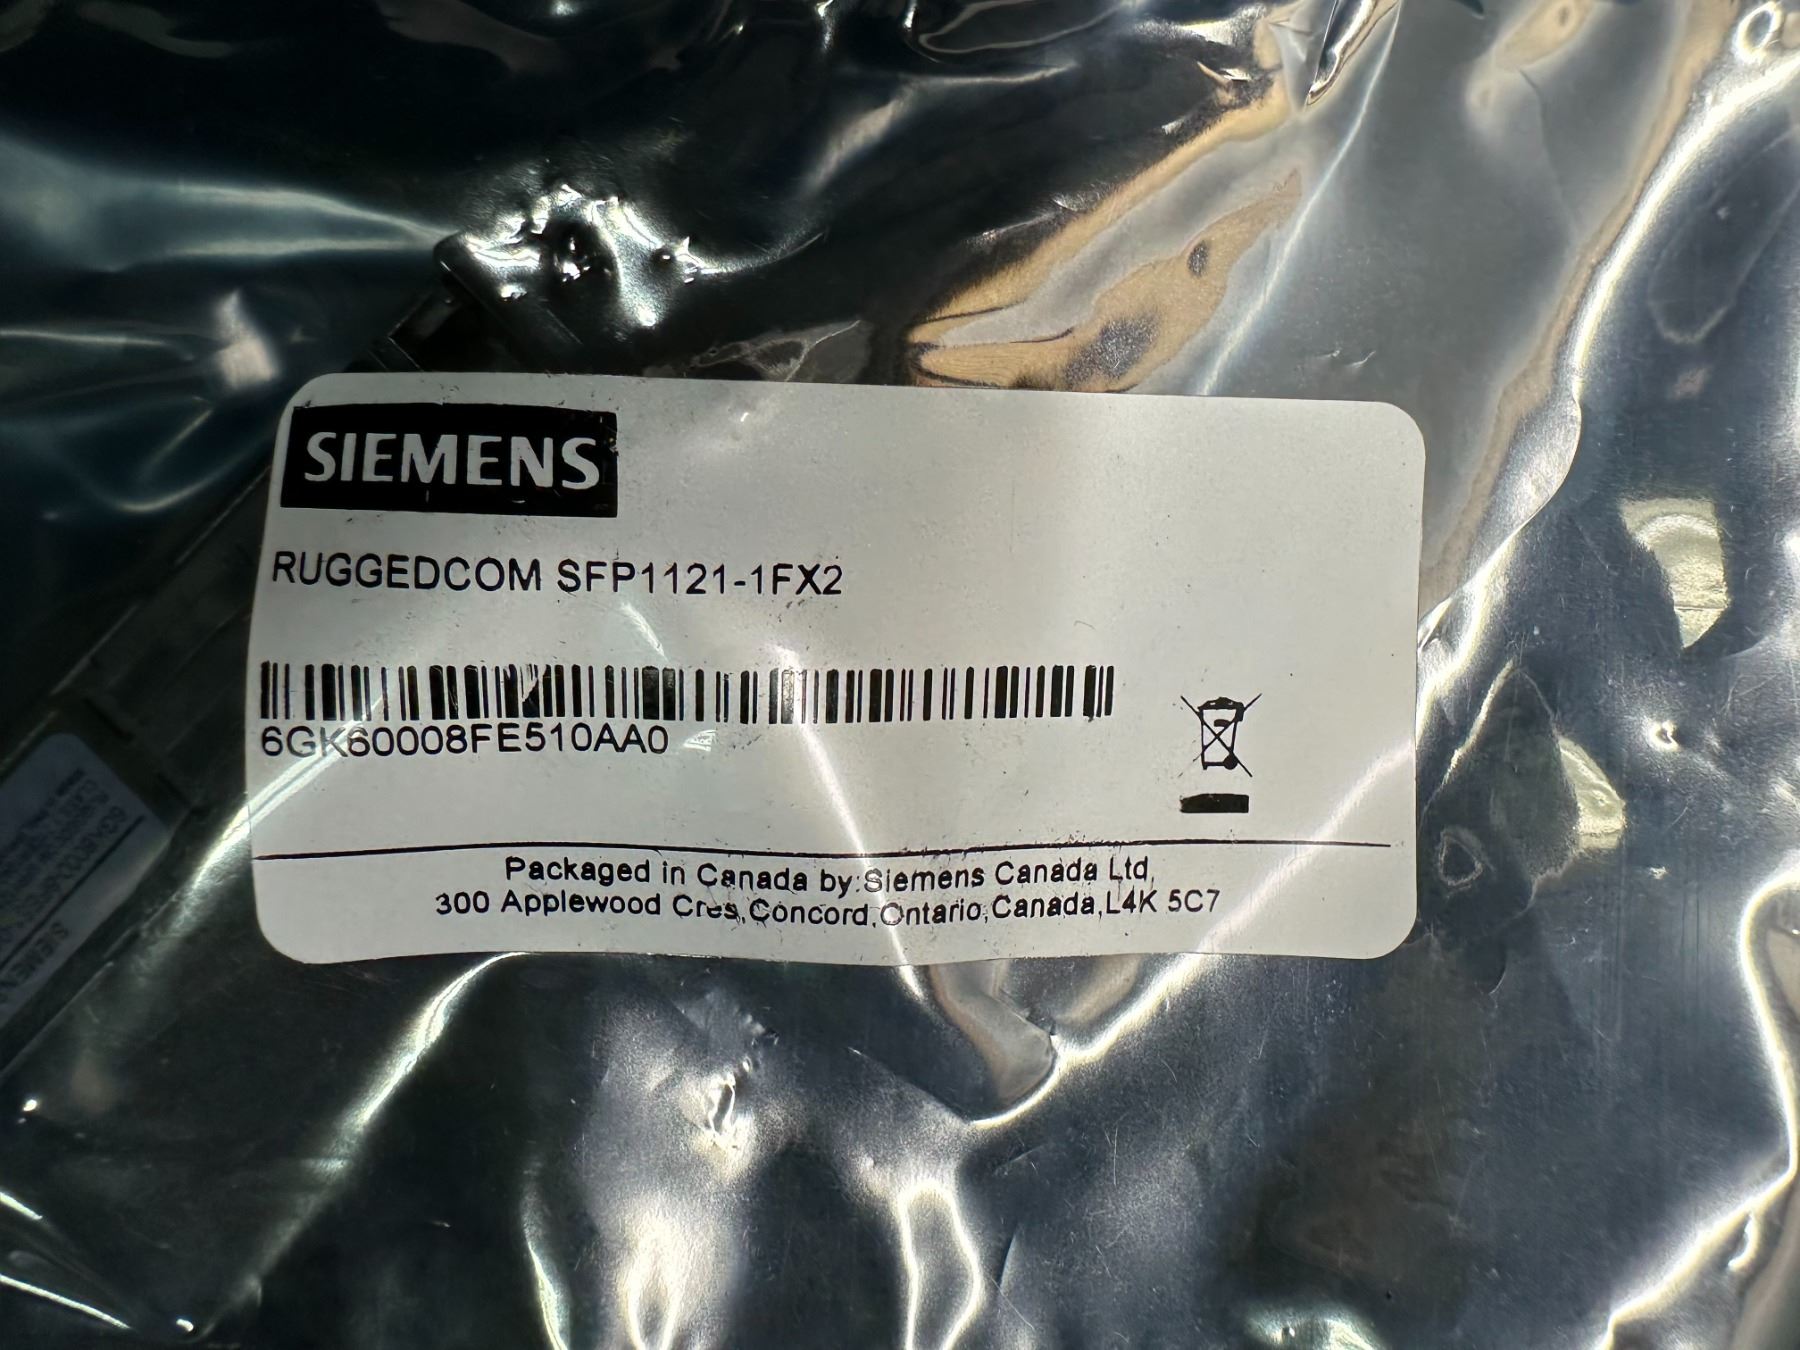 SIEMENS
RUGGEDCOM SFP1121-1FX2
6GK60008FE510AA0
Packaged in Canada by:Siemens Canada Ltd,
300 Applewood Cres,Concord,Ontario,Canada,L4K 5C7